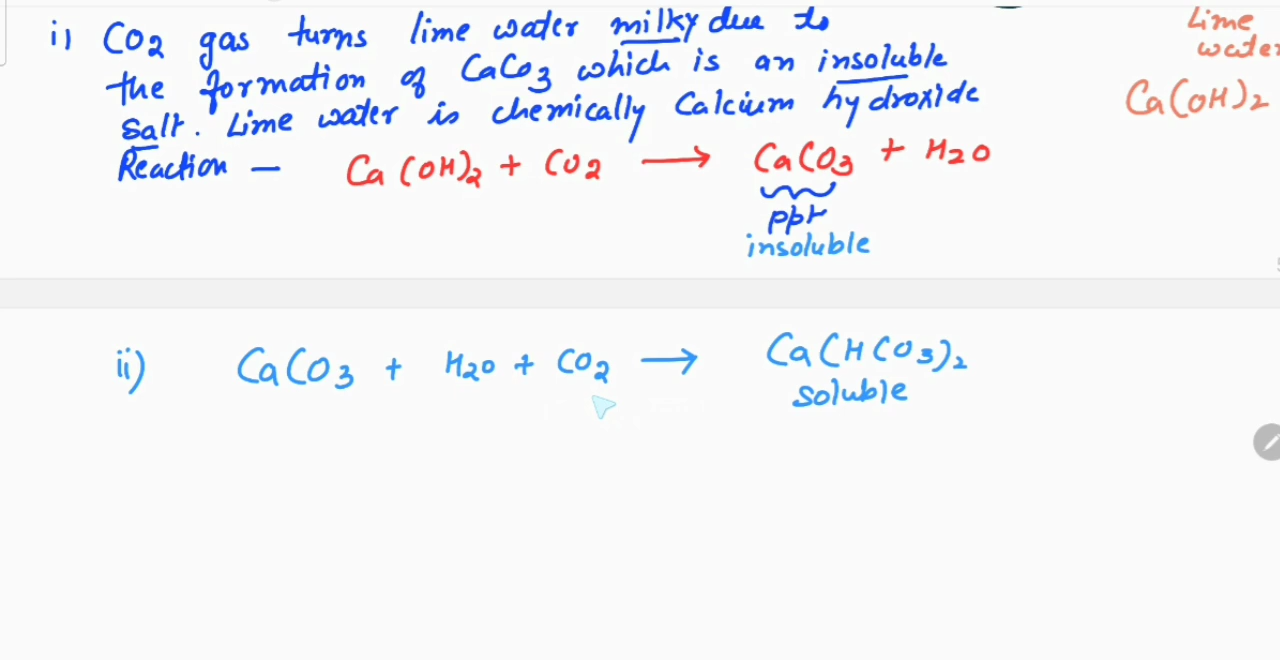 i) CO2 gas turns lime water milky due to
the formation of CaCO3 which is an insoluble
salt. Lime water is chemically Calcium hydroxide
Reaction — Ca(OH)2 + CO2 → CaCO3 + H2O
ppt
insoluble
Lime
water
Ca(OH)2
ii) CaCO3 + H2O + CO2 → Ca(HCO3)2
soluble